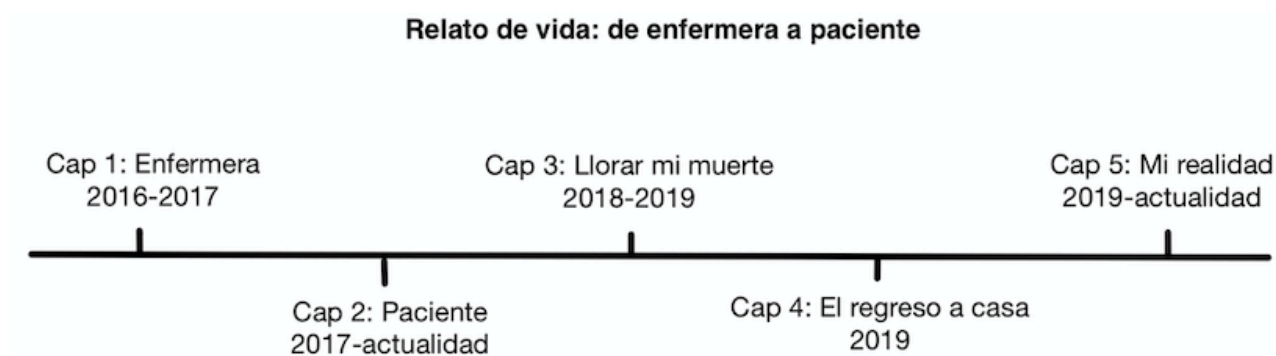 Relato de vida: de enfermera a paciente
Cap 1: Enfermera
2016-2017
Cap 2: Paciente
2017-actualidad
Cap 3: Llorar mi muerte
2018-2019
Cap 4: El regreso a casa
2019
Cap 5: Mi realidad
2019-actualidad